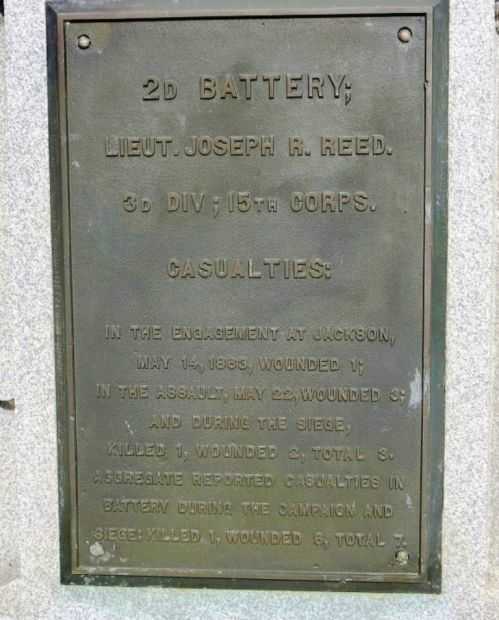 2D BATTERY;
LIEUT. JOSEPH R. REED.
3D DIV; 15TH CORPS.
CASUALTIES:
IN THE ENGAGEMENT AT JACKSON,
MAY 14, 1863, WOUNDED 1;
IN THE ASSAULT, MAY 22, WOUNDED 3;
AND DURING THE SIEGE,
KILLED 1, WOUNDED 2, TOTAL 3.
AGGREGATE REPORTED CASUALTIES IN
BATTERY DURING THE CAMPAIGN AND
SIEGE: KILLED 1, WOUNDED 6, TOTAL 7.